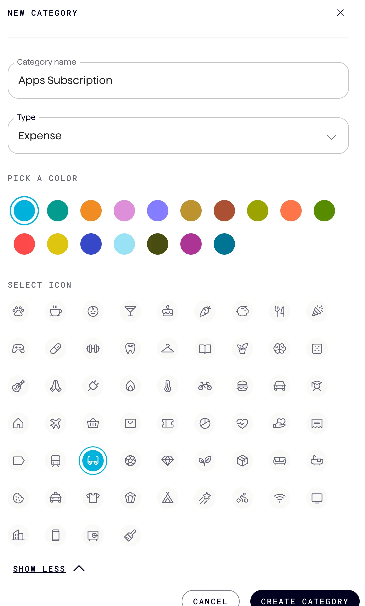 NEW CATEGORY
Category name
Apps Subscription
Type
Expense
PICK A COLOR
SELECT ICON
SHOW LESS
CANCEL
CREATE CATEGORY